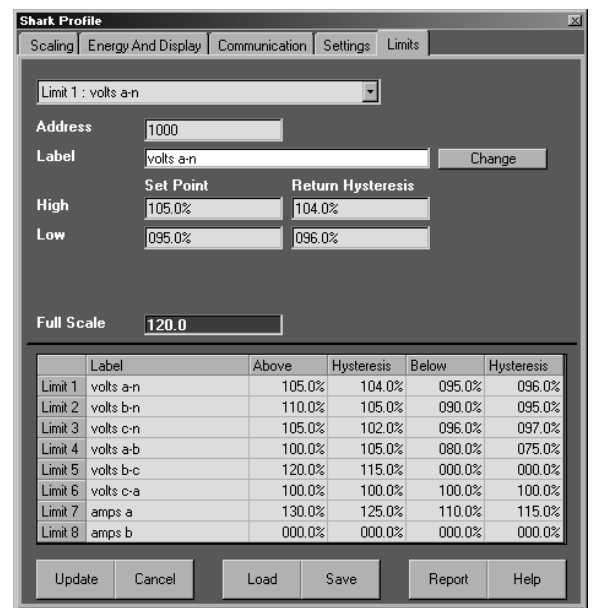 Shark Profile
Scaling Energy And Display Communication Settings Limits
Limit 1 : volts a-n
Address 1000
Label volts a-n Change
Set Point Return Hysteresis
High 105.0% 104.0%
Low 095.0% 096.0%
Full Scale 120.0
Label Above Hysteresis Below Hysteresis
Limit 1 volts a-n 105.0% 104.0% 095.0% 096.0%
Limit 2 volts b-n 110.0% 105.0% 090.0% 095.0%
Limit 3 volts c-n 105.0% 102.0% 096.0% 097.0%
Limit 4 volts a-b 100.0% 105.0% 080.0% 075.0%
Limit 5 volts b-c 120.0% 115.0% 000.0% 000.0%
Limit 6 volts c-a 100.0% 100.0% 100.0% 100.0%
Limit 7 amps a 130.0% 125.0% 110.0% 115.0%
Limit 8 amps b 000.0% 000.0% 000.0% 000.0%
Update Cancel Load Save Report Help